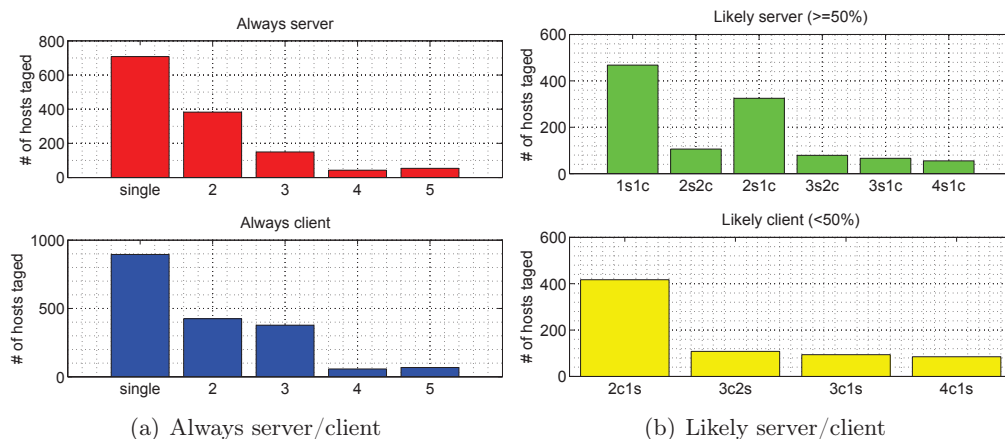 Always server
# of hosts taged
800
600
400
200
0
single 2 3 4 5
Always client
# of hosts taged
1000
500
0
single 2 3 4 5
(a) Always server/client
Likely server (>=50%)
# of hosts taged
600
400
200
0
1s1c 2s2c 2s1c 3s2c 3s1c 4s1c
Likely client (<50%)
# of hosts taged
600
400
200
0
2c1s 3c2s 3c1s 4c1s
(b) Likely server/client